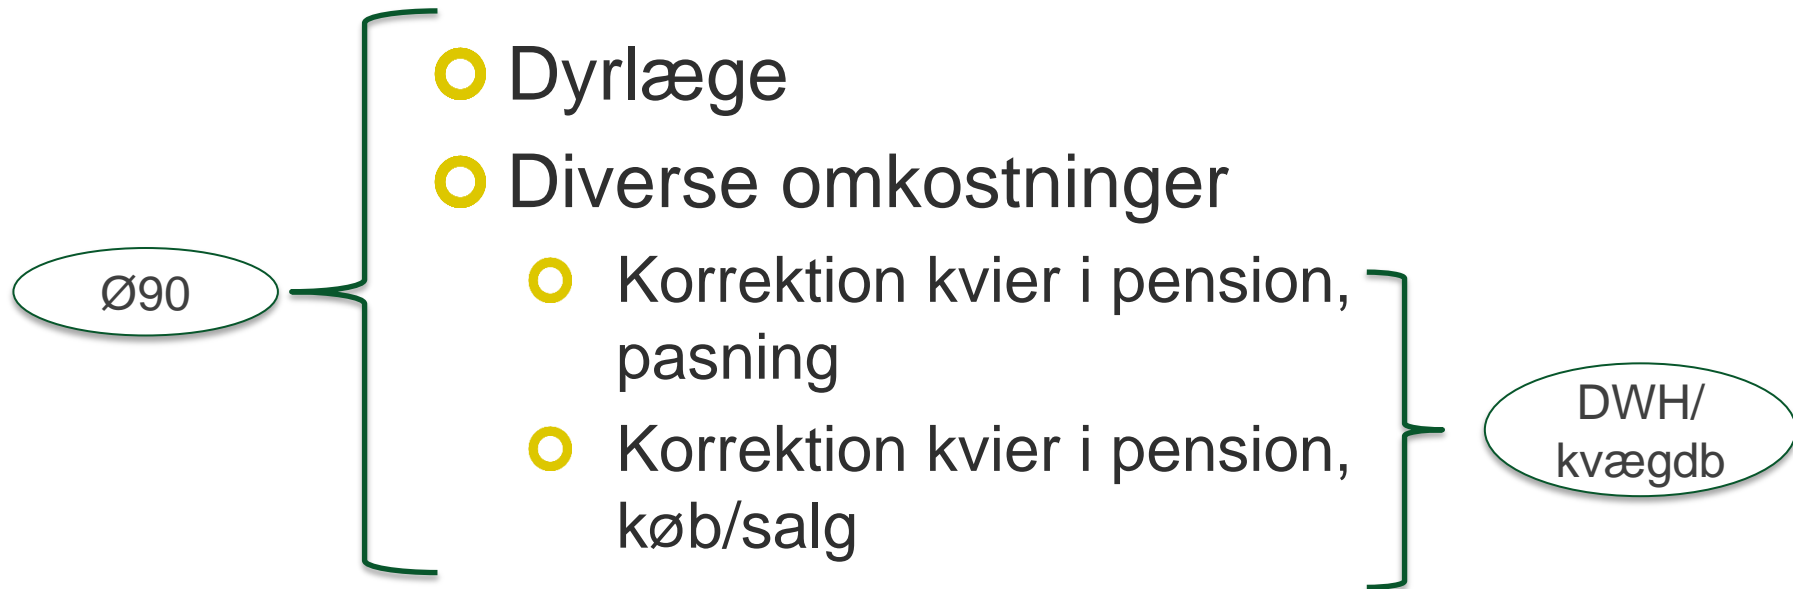 Dyrlæge
Diverse omkostninger
Ø90
Korrektion kvier i pension,
pasning
Korrektion kvier i pension,
køb/salg
DWH/
kvægdb